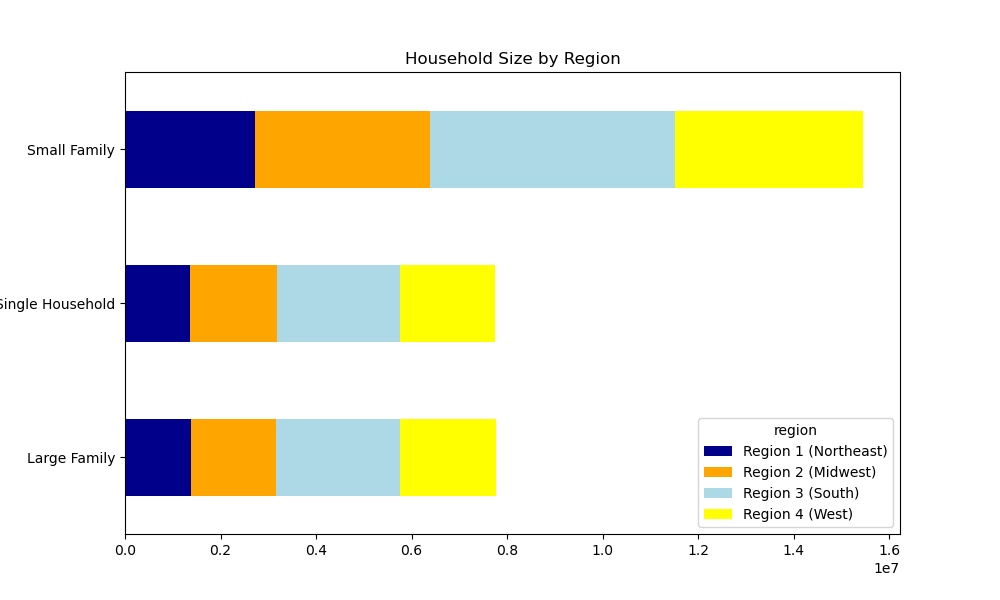 Household Size by Region
Small Family
Single Household
Large Family
region
Region 1 (Northeast)
Region 2 (Midwest)
Region 3 (South)
Region 4 (West)
0.0 0.2 0.4 0.6 0.8 1.0 1.2 1.4 1.6
1e7